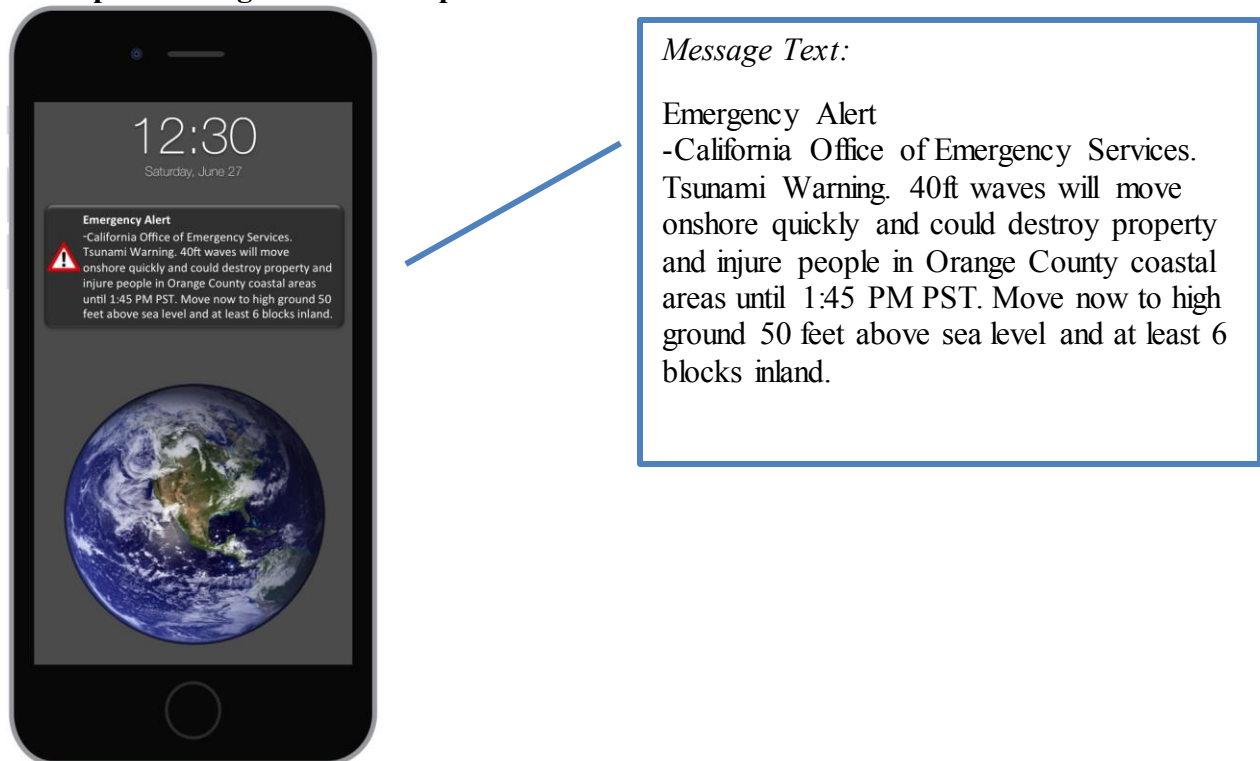 12:30
Saturday, June 27
Emergency Alert
-California Office of Emergency Services.
Tsunami Warning. 40ft waves will move
onshore quickly and could destroy property and
injure people in Orange County coastal areas
until 1:45 PM PST. Move now to high ground 50
feet above sea level and at least 6 blocks inland.
Message Text:
Emergency Alert
-California Office of Emergency Services.
Tsunami Warning. 40ft waves will move
onshore quickly and could destroy property
and injure people in Orange County coastal
areas until 1:45 PM PST. Move now to high
ground 50 feet above sea level and at least 6
blocks inland.